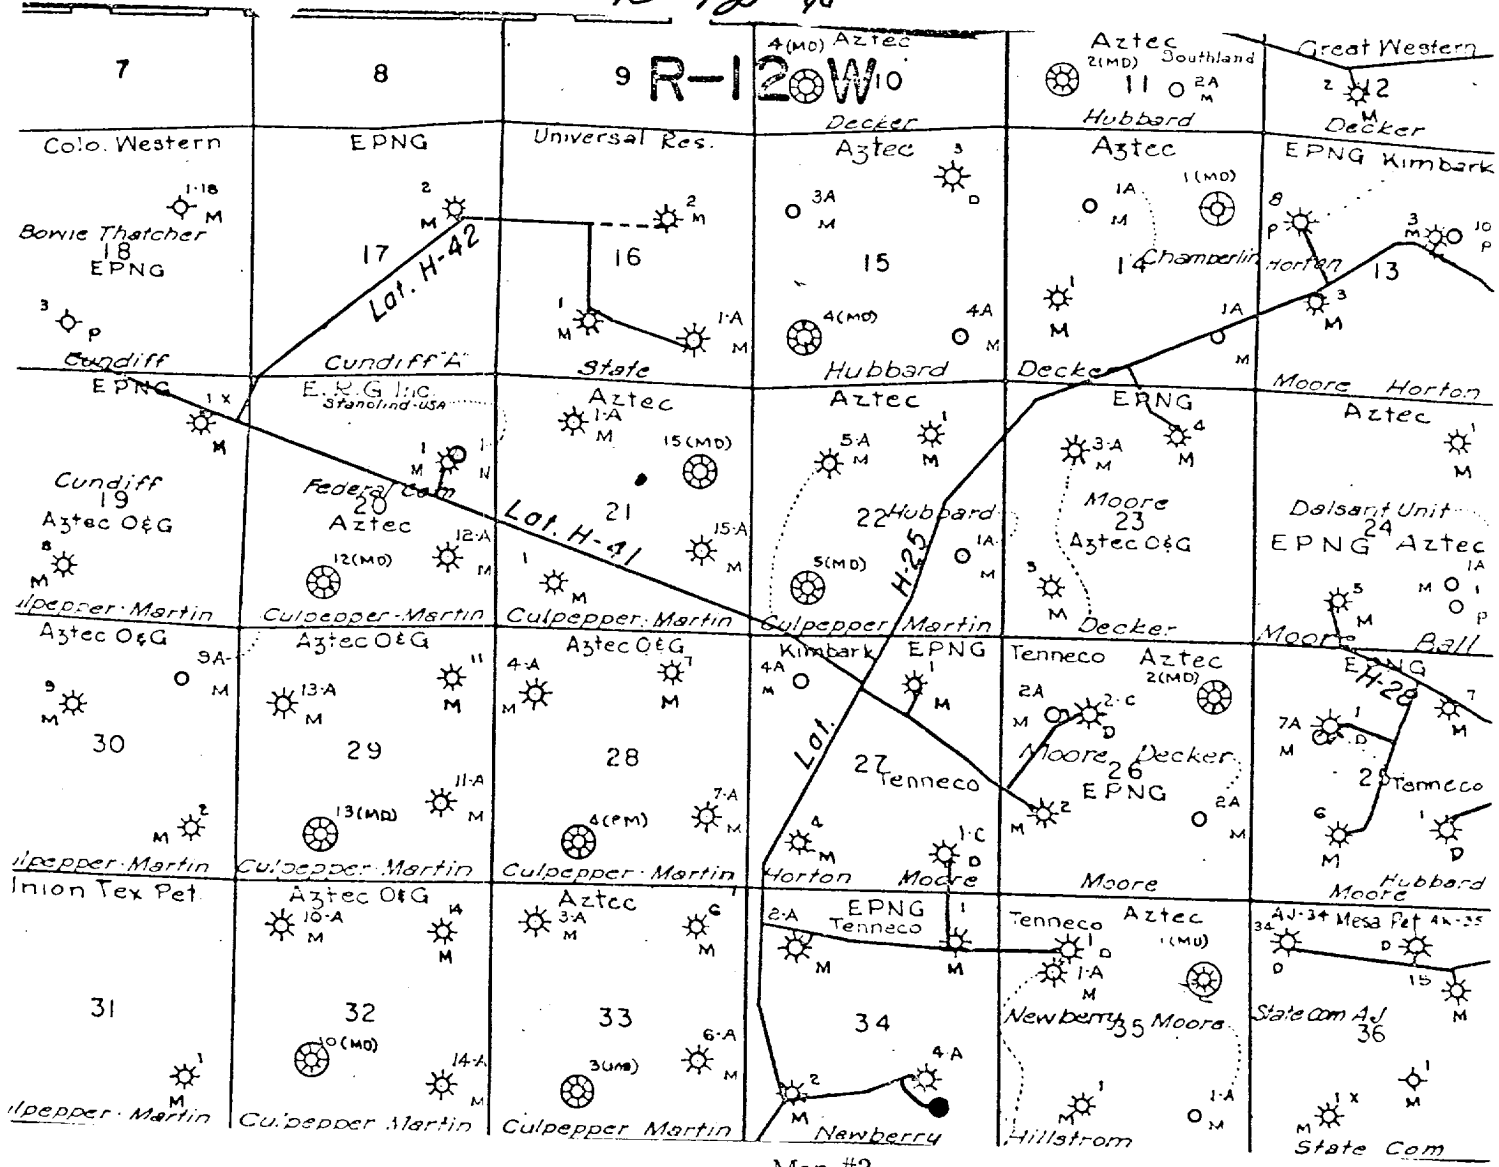 R-12 W
7
8
9
4(MD) Aztec
10
Decker
Aztec
2(MD) Southland
11 2A
M
Hubbard
Great Western
2 12
M
Decker
Colo. Western
1-18
M
Bowie Thatcher
18
EPNG
3
P
Cundiff
EPNG
2
M
17
Lat. H-42
Cundiff "A"
Universal Res.
2
M
16
1
M
1-A
M
State
Aztec
3
D
3A
M
15
4(MD)
4A
M
Hubbard
Aztec
1A
M
1(MD)
14
Chamberlin
1
M
1A
M
Decker
EPNG Kimbark
8
P
3
M
10
P
Horton
13
3
M
Moore Horton
EPNG
1 X
M
Cundiff
19
Aztec O&G
8
M
lpepper-Martin
E.R.G Inc.
Stanolind-USA
1
M
1
Federal Com
20
Aztec
12-A
M
12(MD)
Culpepper-Martin
Aztec
1-A
M
15(MD)
21
Lat. H-41
15-A
M
1
M
Culpepper-Martin
Aztec
1
M
5-A
M
22 Hubbard
H-25
1A
M
5(MD)
Culpepper Martin
EPNG
4
M
3-A
M
Moore
23
Aztec O&G
M
Decker
Aztec
1
M
Dalsant Unit
24
EPNG Aztec
1A
M
1
P
5
M
Moore Ball
Aztec O&G
9A
M
9
M
30
2
M
lpepper-Martin
Aztec O&G
11
M
13-A
M
29
11-A
M
13(MD)
Culpepper-Martin
Aztec O&G
4-A
M
7
M
28
7-A
M
4(PM)
Culpepper-Martin
Kimbark EPNG
4A
M
1
M
Lat.
27
Tenneco
4
M
1-C
D
Horton Moore
Tenneco Aztec
2(MD)
2A
M
2-C
D
Moore Decker
26
EPNG
2
M
2A
M
Moore
EPNG
H-28
7
M
7A
M
1
D
25 Tenneco
6
M
1
D
Hubbard
Moore
nion Tex Pet.
31
1
M
lpepper-Martin
Aztec O&G
10-A
M
14
M
32
10(MD)
14-A
M
Culpepper Martin
Aztec
3-A
M
6
M
33
6-A
M
Culpepper Martin
EPNG
Tenneco
2-A
M
1
M
34
4-A
2
M
Newberry
Tenneco Aztec
1
D
1(MD)
1-A
M
Newberry 35 Moore
1
M
1-A
M
Hillstrom
AJ-34 Mesa Pet AK-35
34
D
D
15
M
State Com AJ
36
M
1 X
M
State Com
Map #2